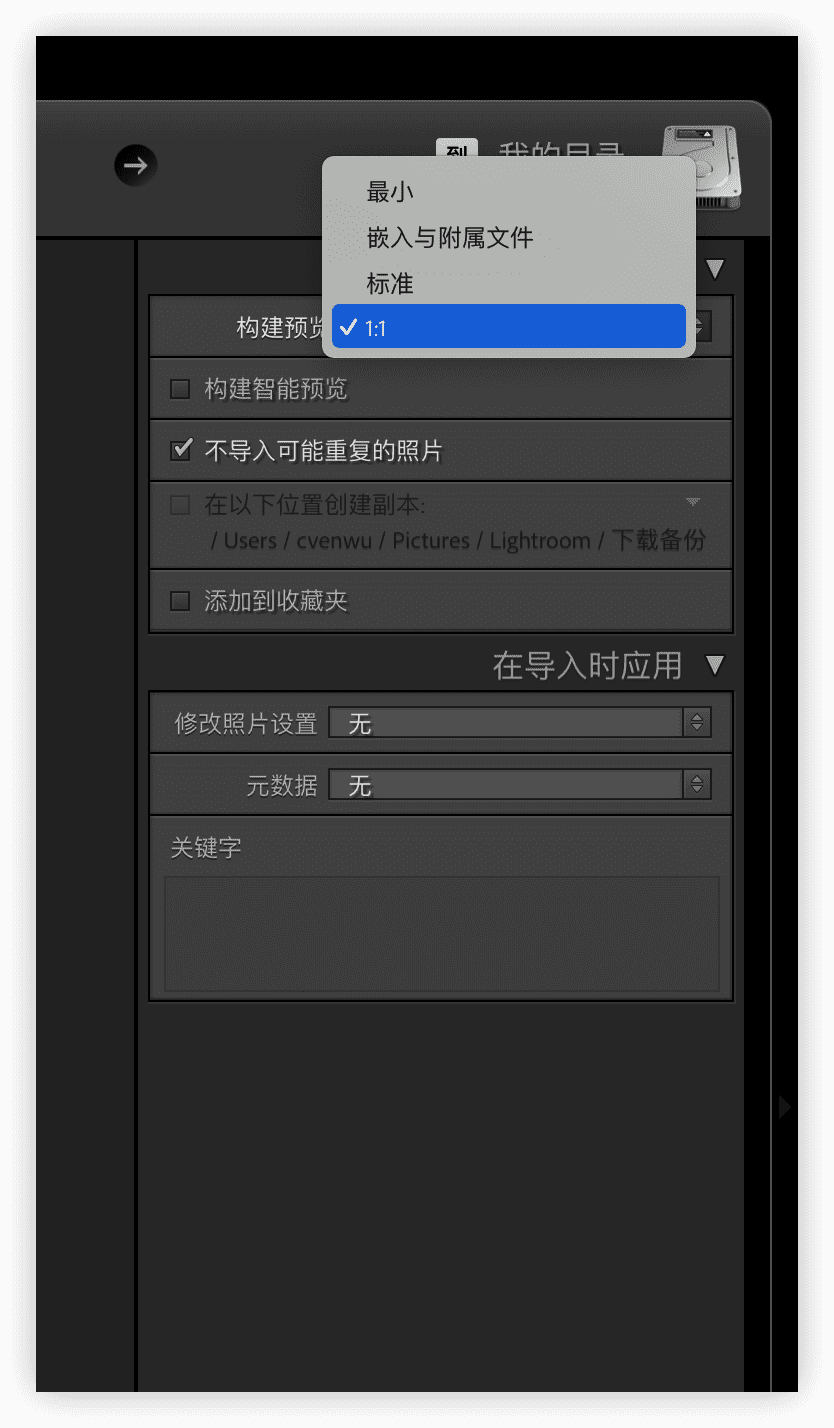 到 我的目录
最小
嵌入与附属文件
标准
构建预览 ✓ 1:1
构建智能预览
不导入可能重复的照片
在以下位置创建副本:
/ Users / cvenwu / Pictures / Lightroom / 下载备份
添加到收藏夹
在导入时应用
修改照片设置 无
元数据 无
关键字